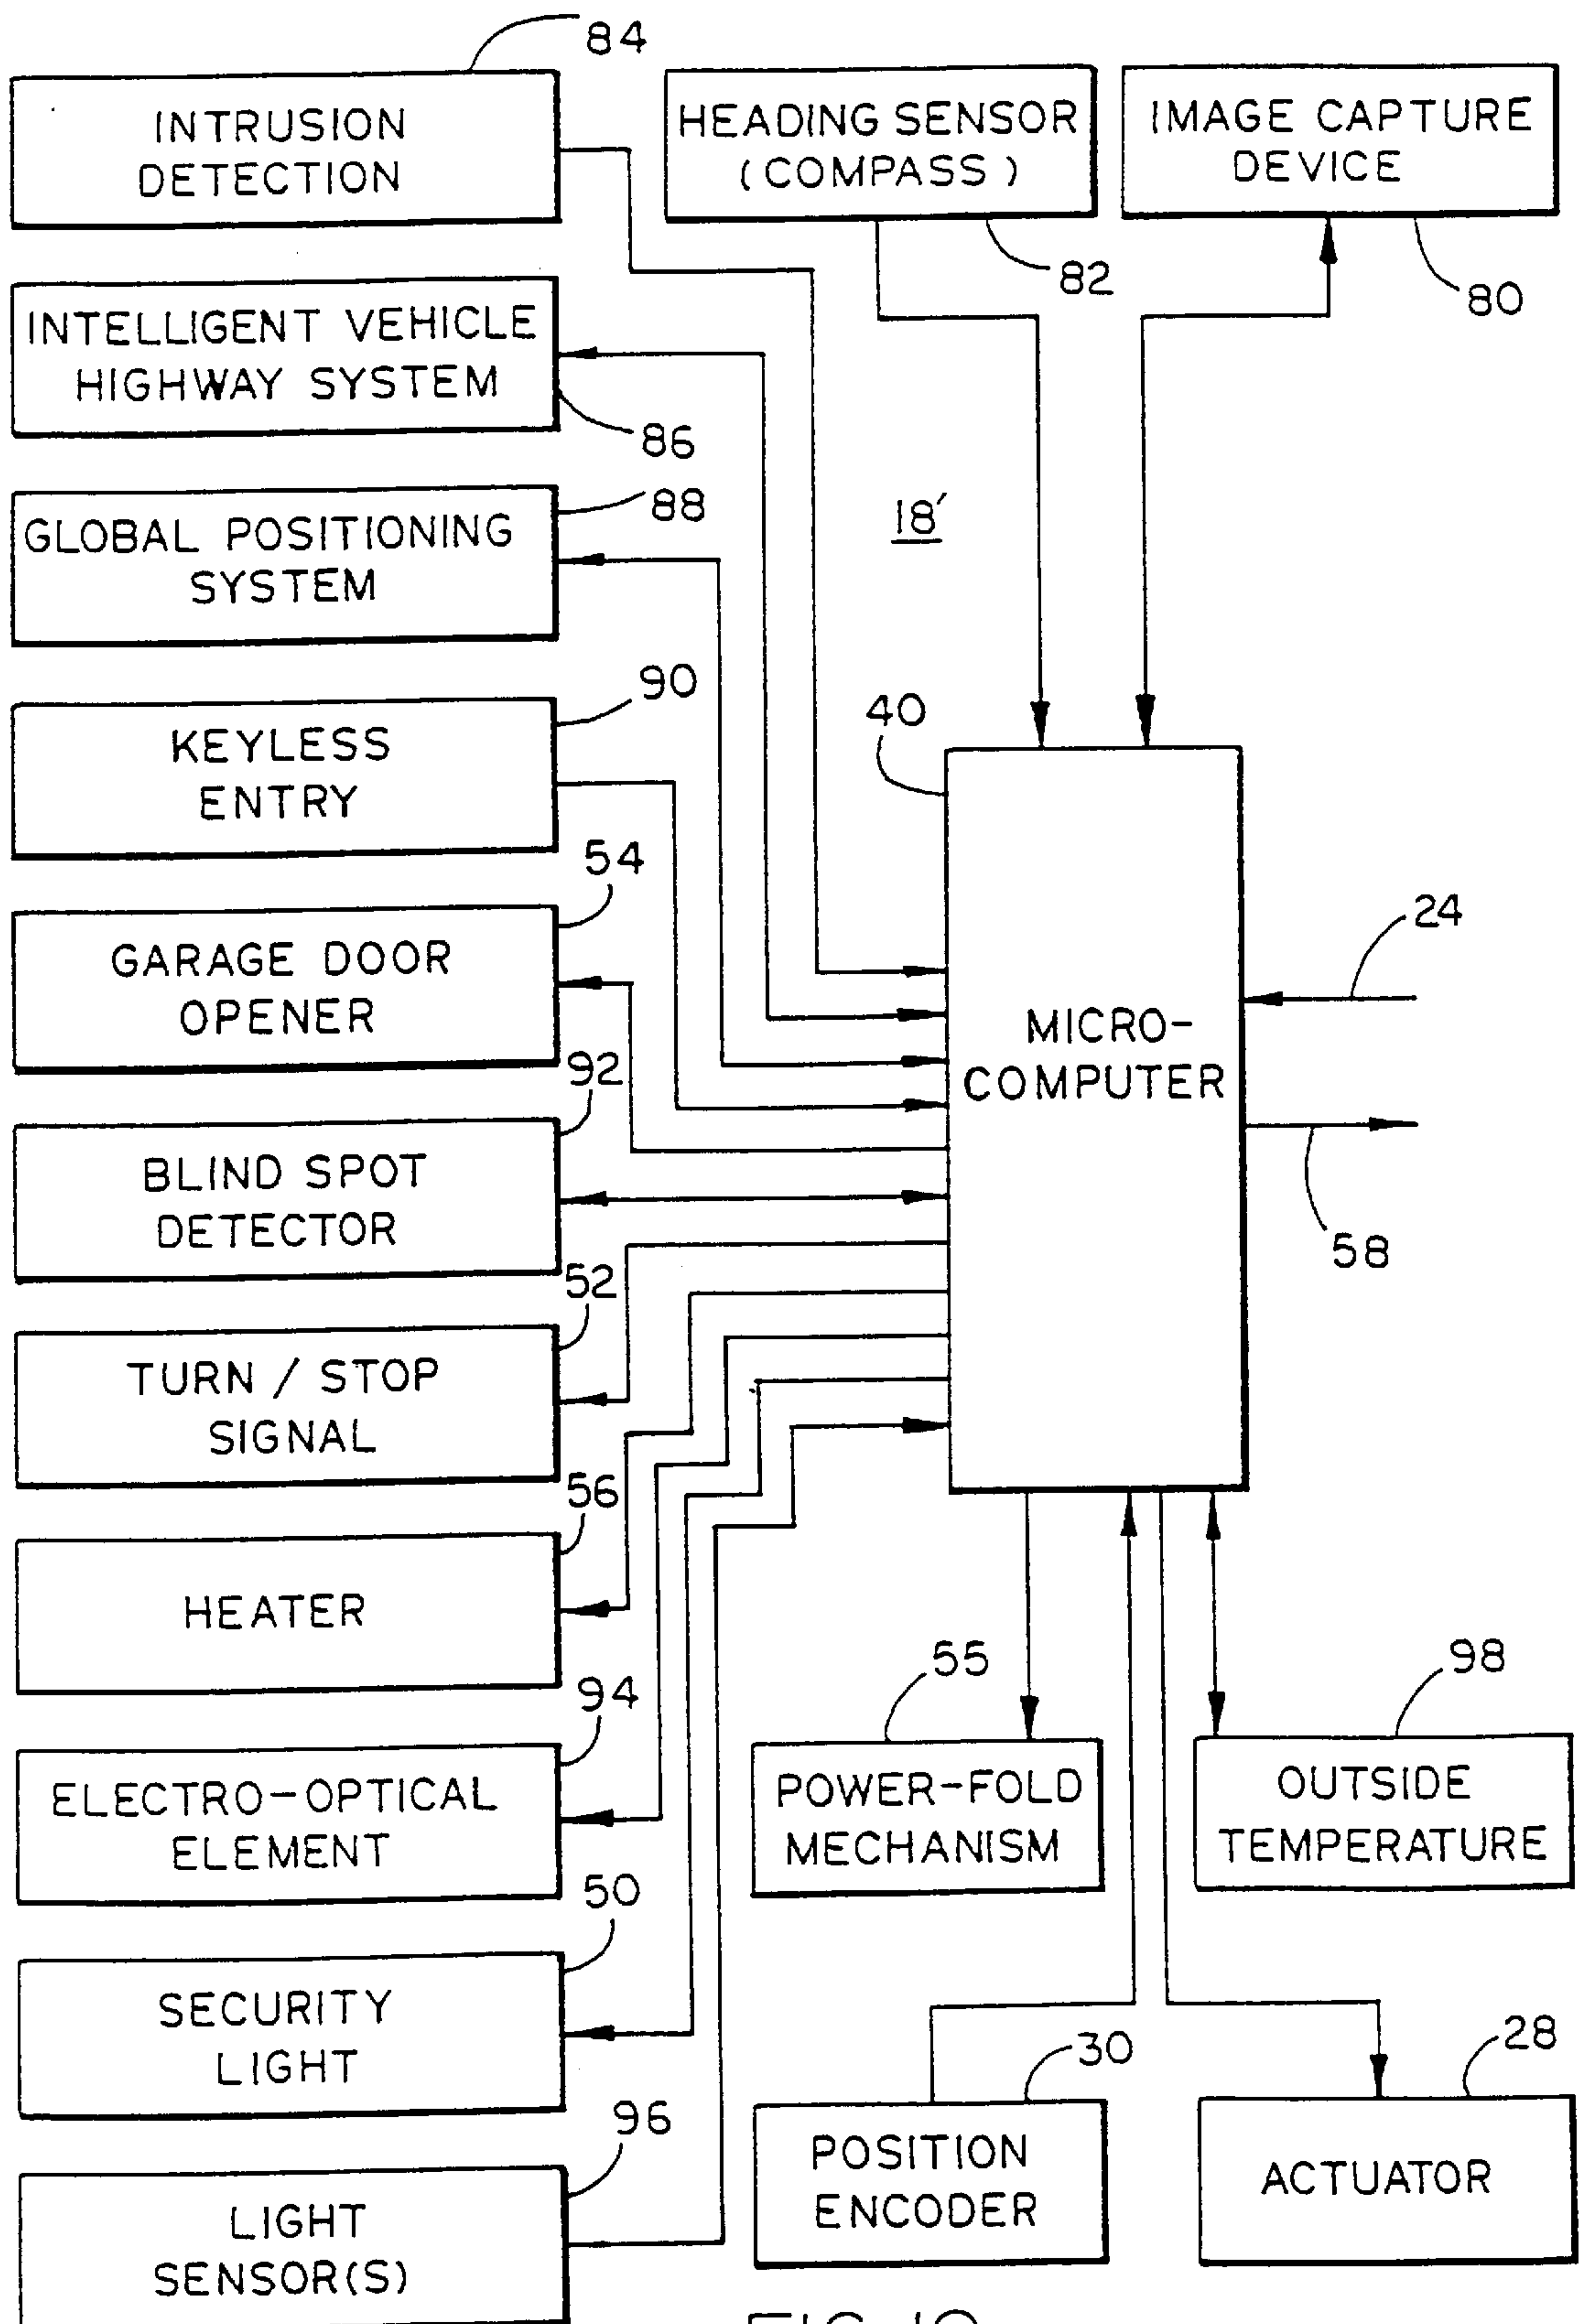 84
INTRUSION
DETECTION
HEADING SENSOR
(COMPASS)
82
IMAGE CAPTURE
DEVICE
80
INTELLIGENT VEHICLE
HIGHWAY SYSTEM
86
88
GLOBAL POSITIONING
SYSTEM
18'
90
KEYLESS
ENTRY
40
54
GARAGE DOOR
OPENER
24
MICRO-
COMPUTER
92
BLIND SPOT
DETECTOR
58
52
TURN / STOP
SIGNAL
56
HEATER
94
ELECTRO-OPTICAL
ELEMENT
55
POWER-FOLD
MECHANISM
98
OUTSIDE
TEMPERATURE
50
SECURITY
LIGHT
30
POSITION
ENCODER
28
ACTUATOR
96
LIGHT
SENSOR(S)